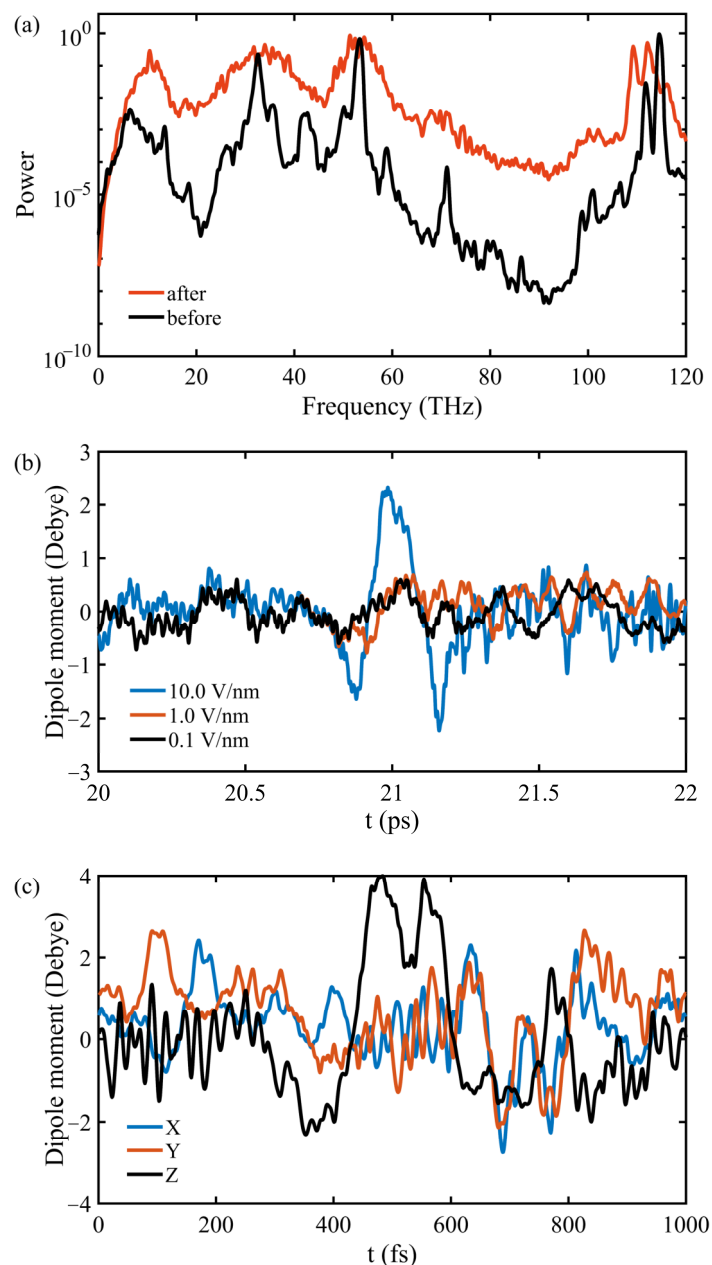 (a)
10⁰
10⁻⁵
10⁻¹⁰
Power
after
before
0 20 40 60 80 100 120
Frequency (THz)
(b)
3
2
1
0
−1
−2
−3
Dipole moment (Debye)
10.0 V/nm
1.0 V/nm
0.1 V/nm
20 20.5 21 21.5 22
t (ps)
(c)
4
2
0
−2
−4
Dipole moment (Debye)
X
Y
Z
0 200 400 600 800 1000
t (fs)